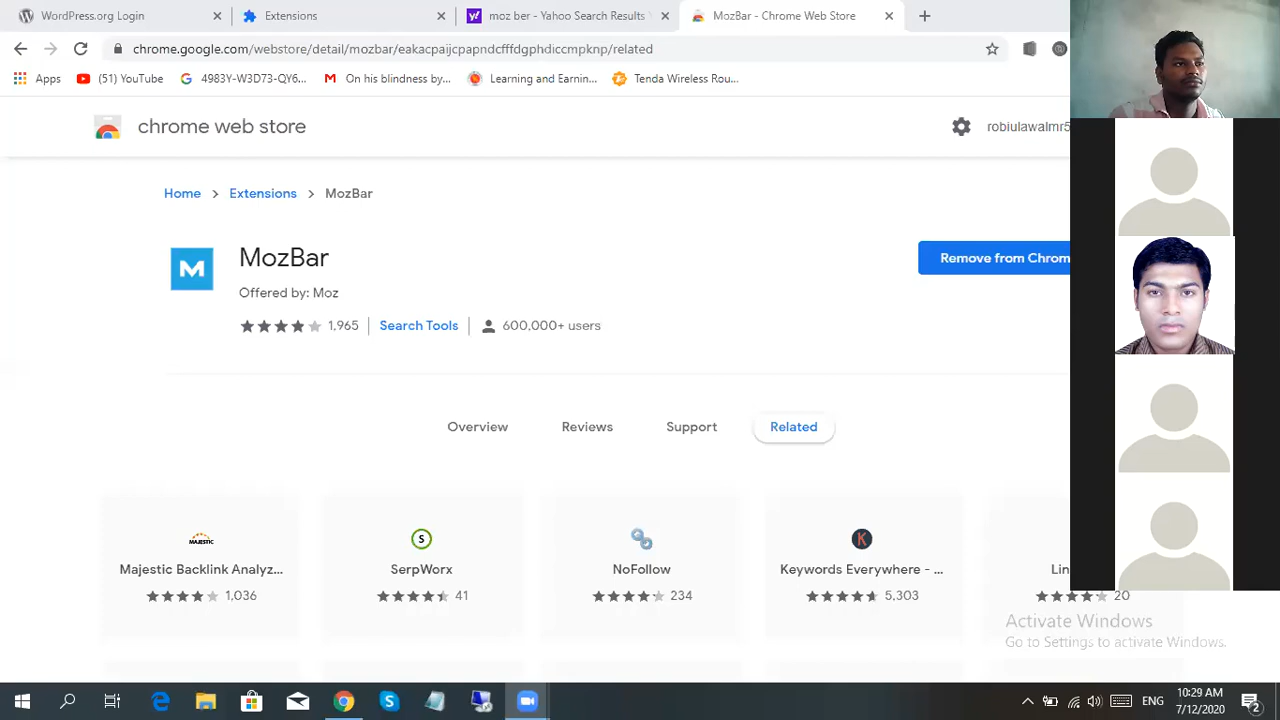 WordPress.org Login
Extensions
moz ber - Yahoo Search Results
MozBar - Chrome Web Store
chrome.google.com/webstore/detail/mozbar/eakacpaijcpapndcfffdgphdiccmpknp/related
Apps
(51) YouTube
4983Y-W3D73-QY6...
On his blindness by...
Learning and Earnin...
Tenda Wireless Rou...
chrome web store
robiulawalmr5
Home > Extensions > MozBar
M
MozBar
Remove from Chrom
Offered by: Moz
1,965
Search Tools
600,000+ users
Overview
Reviews
Support
Related
MAJESTIC
S
K
Majestic Backlink Analyz...
SerpWorx
NoFollow
Keywords Everywhere - ...
Lin
1,036
41
234
5,303
20
Activate Windows
Go to Settings to activate Windows.
ENG
10:29 AM
7/12/2020
2